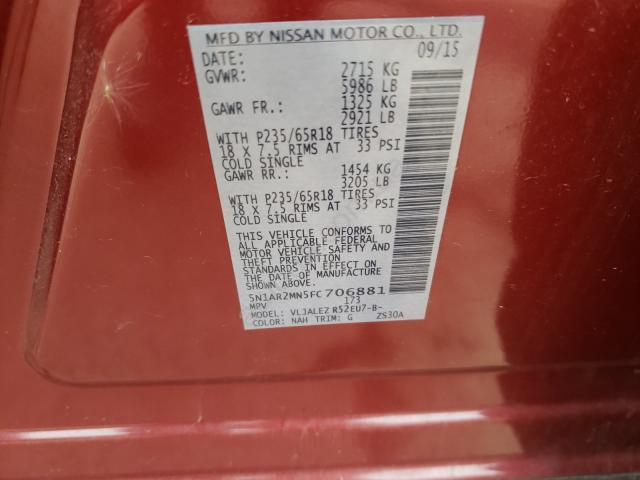 MFD BY NISSAN MOTOR CO., LTD.
DATE: 09/15
GVWR: 2715 KG
5986 LB
GAWR FR.: 1325 KG
2921 LB
WITH P235/65R18 TIRES
18 X 7.5 RIMS AT 33 PSI
COLD SINGLE
GAWR RR.: 1454 KG
3205 LB
WITH P235/65R18 TIRES
18 X 7.5 RIMS AT 33 PSI
COLD SINGLE
THIS VEHICLE CONFORMS TO
ALL APPLICABLE FEDERAL
MOTOR VEHICLE SAFETY AND
THEFT PREVENTION
STANDARDS IN EFFECT ON
THE DATE OF MANUFACTURE
SHOWN ABOVE.
5N1AR2MN5FC706881
MPV 173
MODEL: VLJALEZ R52EU7-B-
COLOR: NAH TRIM: G ZS30A